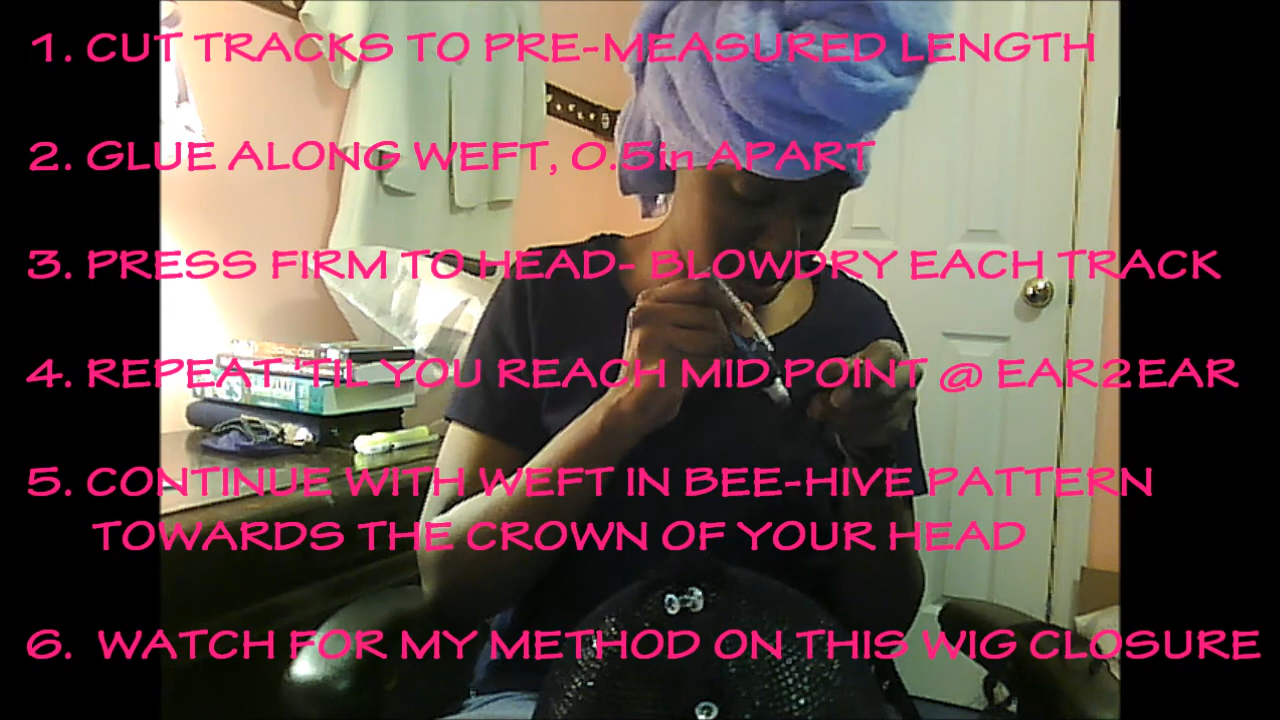 1. CUT TRACKS TO PRE-MEASURED LENGTH
2. GLUE ALONG WEFT, 0.5in APART
3. PRESS FIRM TO HEAD- BLOWDRY EACH TRACK
4. REPEAT 'TIL YOU REACH MID POINT @ EAR2EAR
5. CONTINUE WITH WEFT IN BEE-HIVE PATTERN
TOWARDS THE CROWN OF YOUR HEAD
6. WATCH FOR MY METHOD ON THIS WIG CLOSURE